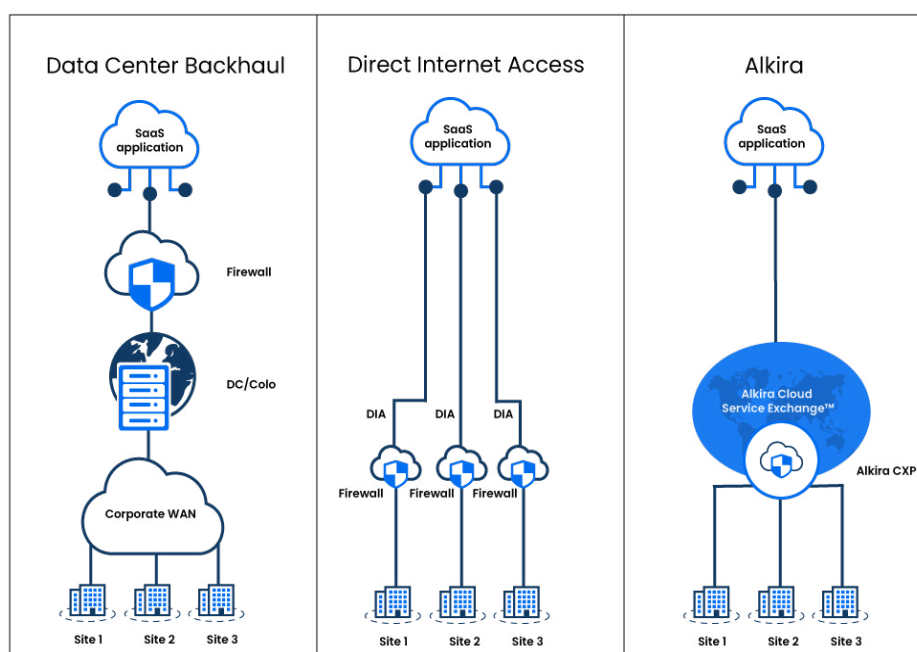 Data Center Backhaul
SaaS
application
Firewall
DC/Colo
Corporate WAN
Site 1
Site 2
Site 3
Direct Internet Access
SaaS
application
DIA
DIA
DIA
Firewall
Firewall
Firewall
Site 1
Site 2
Site 3
Alkira
SaaS
application
Alkira Cloud
Service Exchange™
Alkira CXP
Site 1
Site 2
Site 3